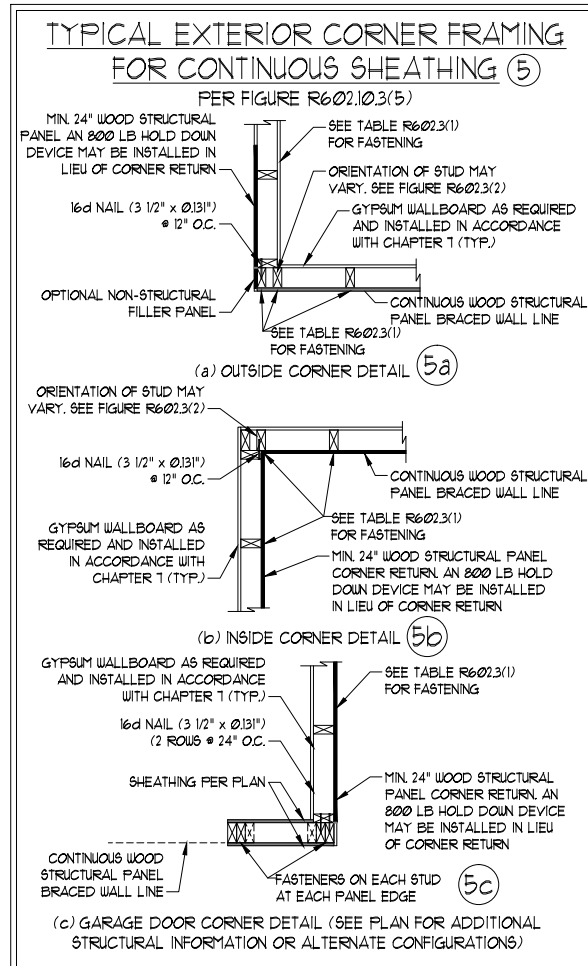 TYPICAL EXTERIOR CORNER FRAMING
FOR CONTINUOUS SHEATHING 5
PER FIGURE R602.10.3(5)
MIN. 24" WOOD STRUCTURAL
PANEL AN 800 LB HOLD DOWN
DEVICE MAY BE INSTALLED IN
LIEU OF CORNER RETURN
16d NAIL (3 1/2" x 0.131")
@ 12" O.C.
OPTIONAL NON-STRUCTURAL
FILLER PANEL
SEE TABLE R602.3(1)
FOR FASTENING
ORIENTATION OF STUD MAY
VARY. SEE FIGURE R602.3(2)
GYPSUM WALLBOARD AS REQUIRED
AND INSTALLED IN ACCORDANCE
WITH CHAPTER 7 (TYP.)
CONTINUOUS WOOD STRUCTURAL
PANEL BRACED WALL LINE
SEE TABLE R602.3(1)
FOR FASTENING
(a) OUTSIDE CORNER DETAIL 5a
ORIENTATION OF STUD MAY
VARY. SEE FIGURE R602.3(2)
16d NAIL (3 1/2" x 0.131")
@ 12" O.C.
GYPSUM WALLBOARD AS
REQUIRED AND INSTALLED
IN ACCORDANCE WITH
CHAPTER 7 (TYP.)
CONTINUOUS WOOD STRUCTURAL
PANEL BRACED WALL LINE
SEE TABLE R602.3(1)
FOR FASTENING
MIN. 24" WOOD STRUCTURAL PANEL
CORNER RETURN. AN 800 LB HOLD
DOWN DEVICE MAY BE INSTALLED
IN LIEU OF CORNER RETURN
(b) INSIDE CORNER DETAIL 5b
GYPSUM WALLBOARD AS REQUIRED
AND INSTALLED IN ACCORDANCE
WITH CHAPTER 7 (TYP.)
16d NAIL (3 1/2" x 0.131")
(2 ROWS @ 24" O.C.
SHEATHING PER PLAN
CONTINUOUS WOOD
STRUCTURAL PANEL
BRACED WALL LINE
SEE TABLE R602.3(1)
FOR FASTENING
MIN. 24" WOOD STRUCTURAL
PANEL CORNER RETURN. AN
800 LB HOLD DOWN DEVICE
MAY BE INSTALLED IN LIEU
OF CORNER RETURN
FASTENERS ON EACH STUD
AT EACH PANEL EDGE
5c
(c) GARAGE DOOR CORNER DETAIL (SEE PLAN FOR ADDITIONAL
STRUCTURAL INFORMATION OR ALTERNATE CONFIGURATIONS)